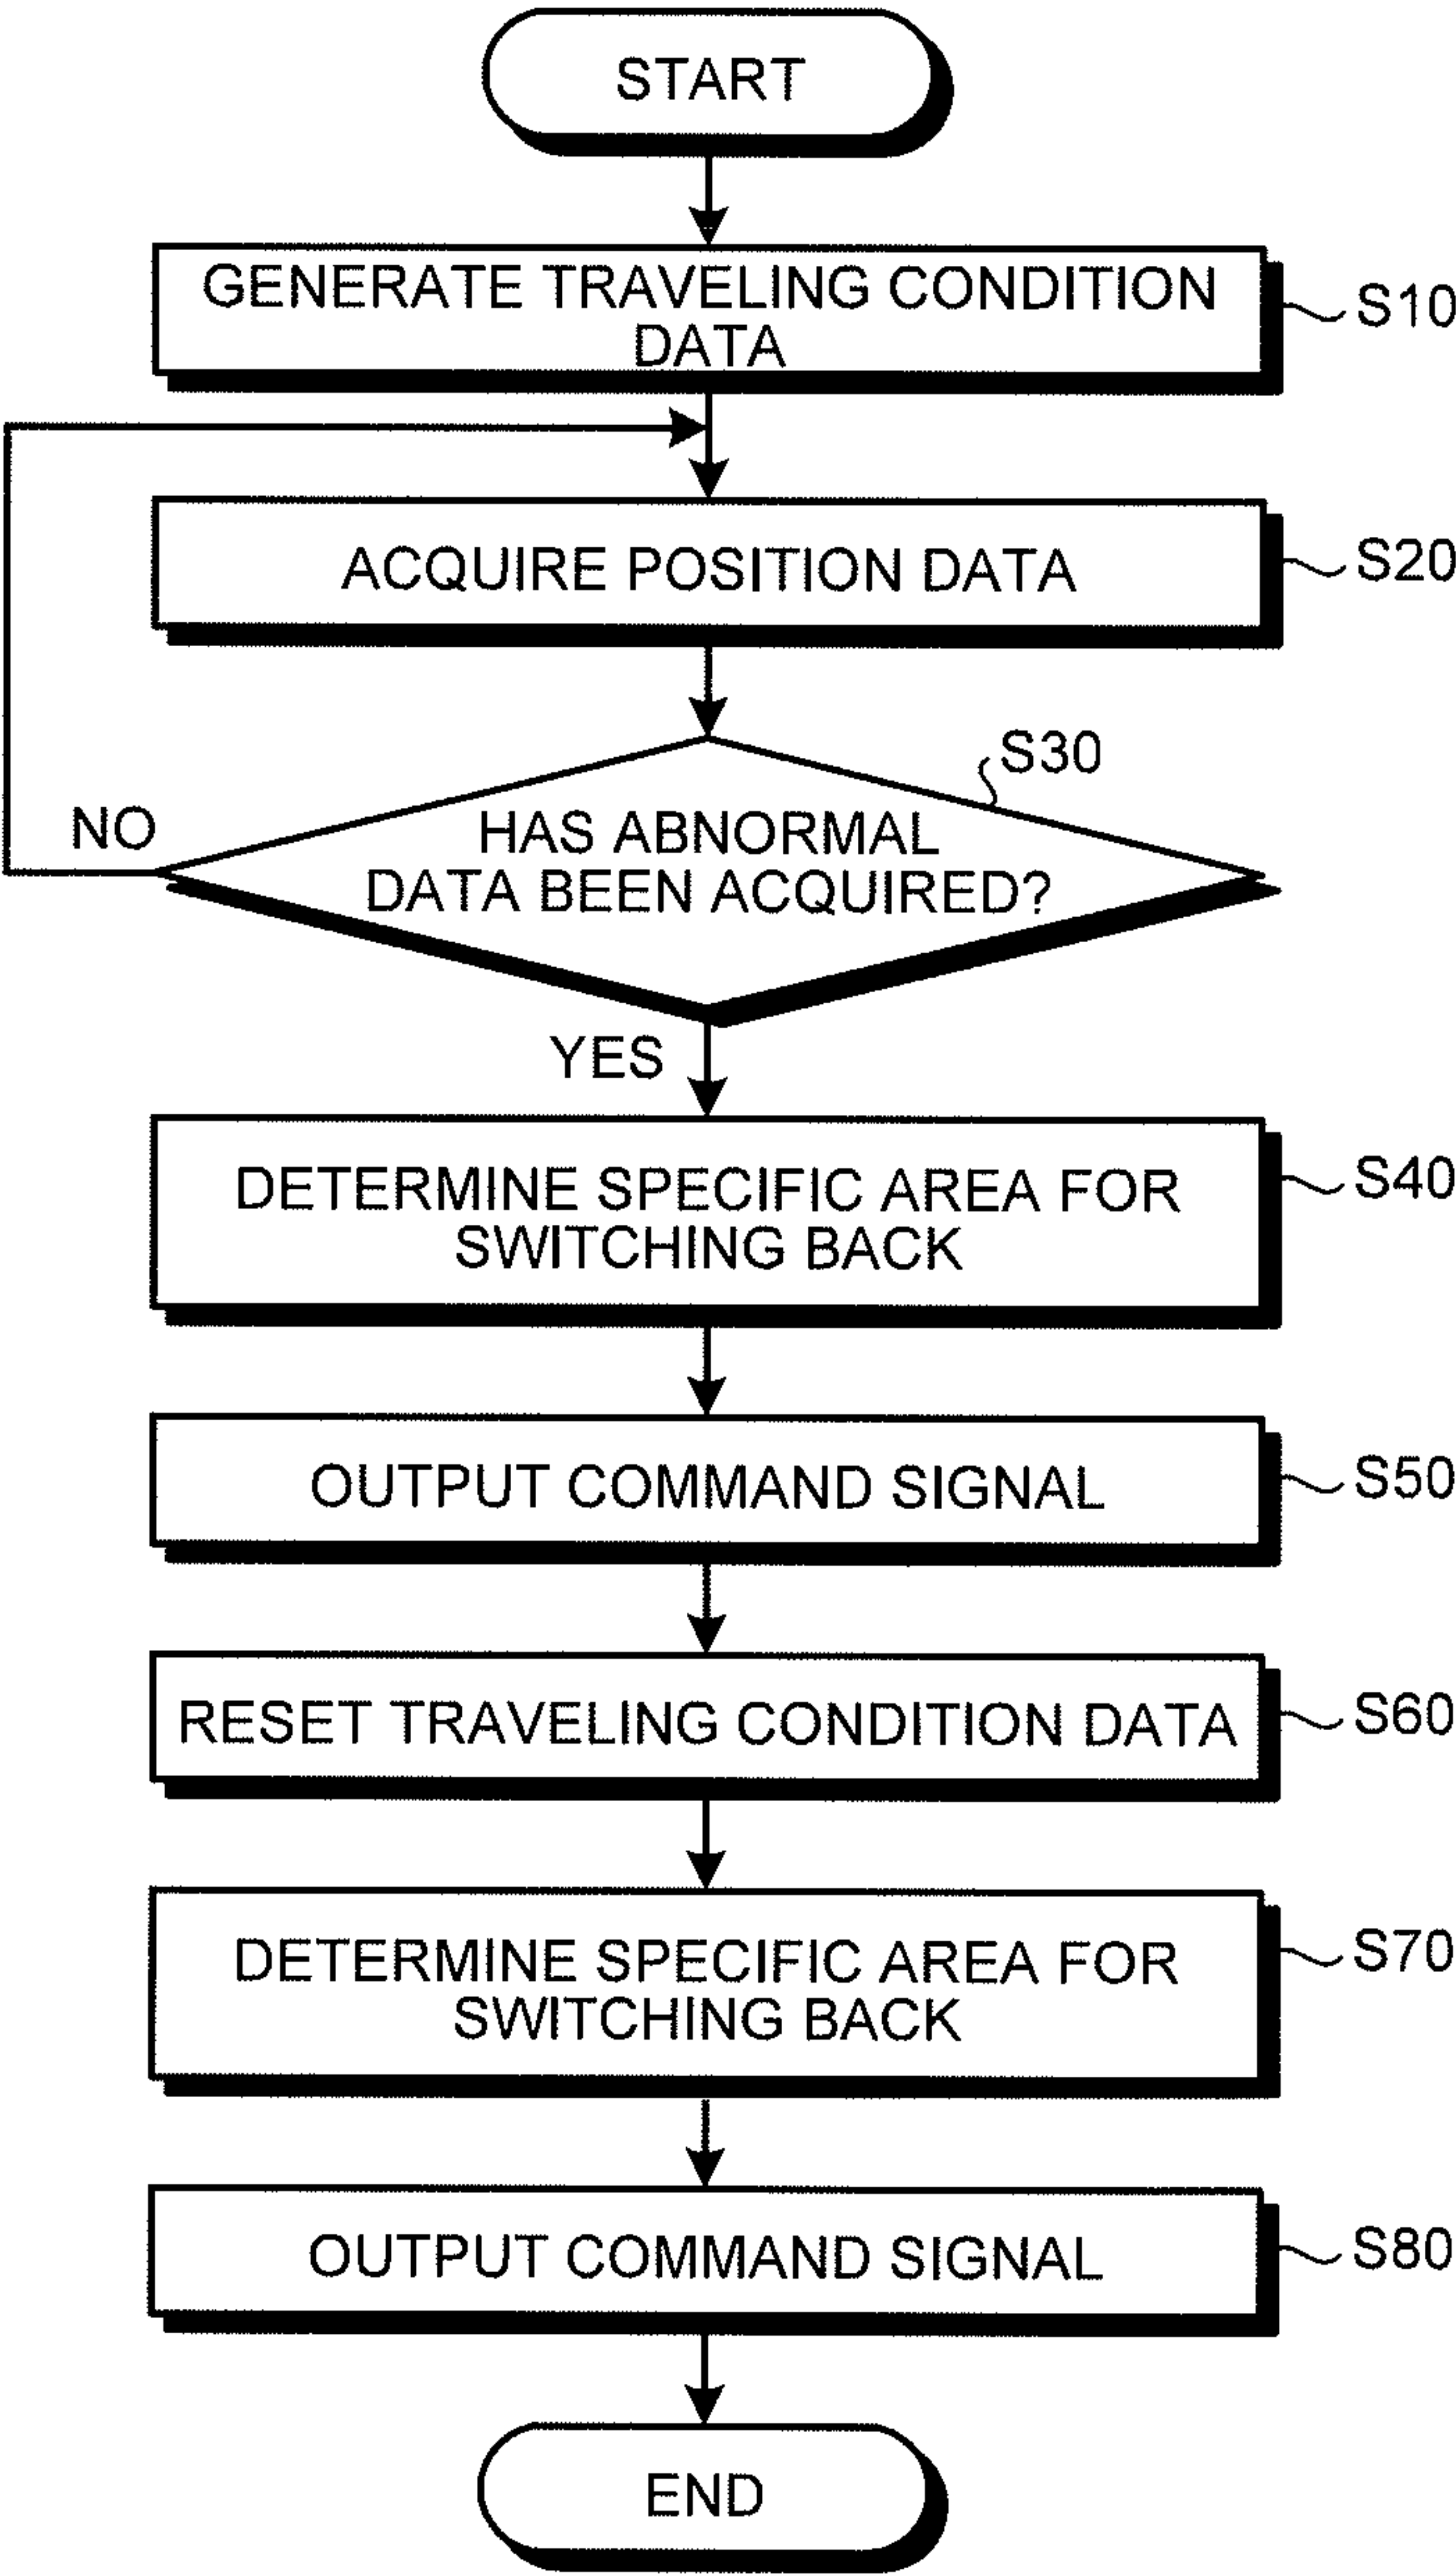 START
GENERATE TRAVELING CONDITION
DATA
S10
ACQUIRE POSITION DATA
S20
S30
HAS ABNORMAL
DATA BEEN ACQUIRED?
NO
YES
DETERMINE SPECIFIC AREA FOR
SWITCHING BACK
S40
OUTPUT COMMAND SIGNAL
S50
RESET TRAVELING CONDITION DATA
S60
DETERMINE SPECIFIC AREA FOR
SWITCHING BACK
S70
OUTPUT COMMAND SIGNAL
S80
END